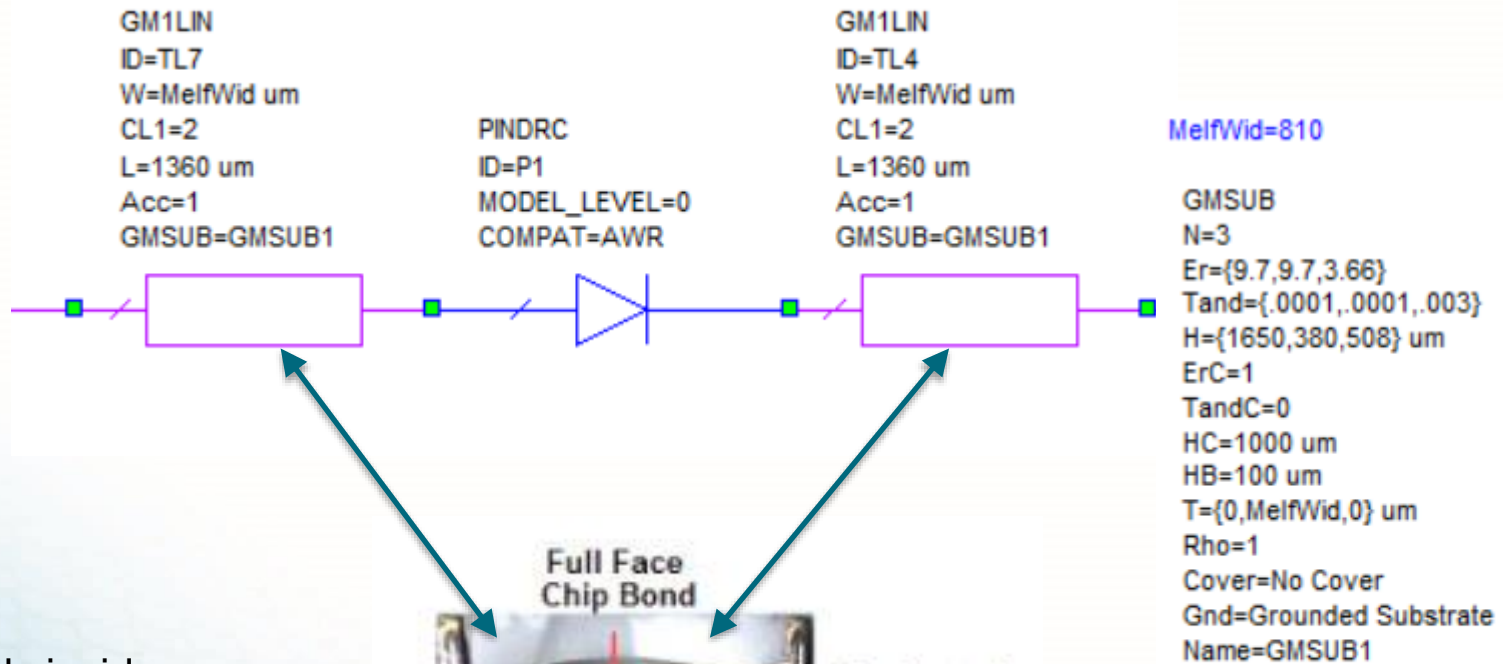 GM1LIN
ID=TL7
W=MelfWid um
CL1=2
L=1360 um
Acc=1
GMSUB=GMSUB1
PINDRC
ID=P1
MODEL_LEVEL=0
COMPAT=AWR
GM1LIN
ID=TL4
W=MelfWid um
CL1=2
L=1360 um
Acc=1
GMSUB=GMSUB1
MelfWid=810
GMSUB
N=3
Er={9.7,9.7,3.66}
Tand={.0001,.0001,.003}
H={1650,380,508} um
ErC=1
TandC=0
HC=1000 um
HB=100 um
T={0,MelfWid,0} um
Rho=1
Cover=No Cover
Gnd=Grounded Substrate
Name=GMSUB1
Full Face
Chip Bond